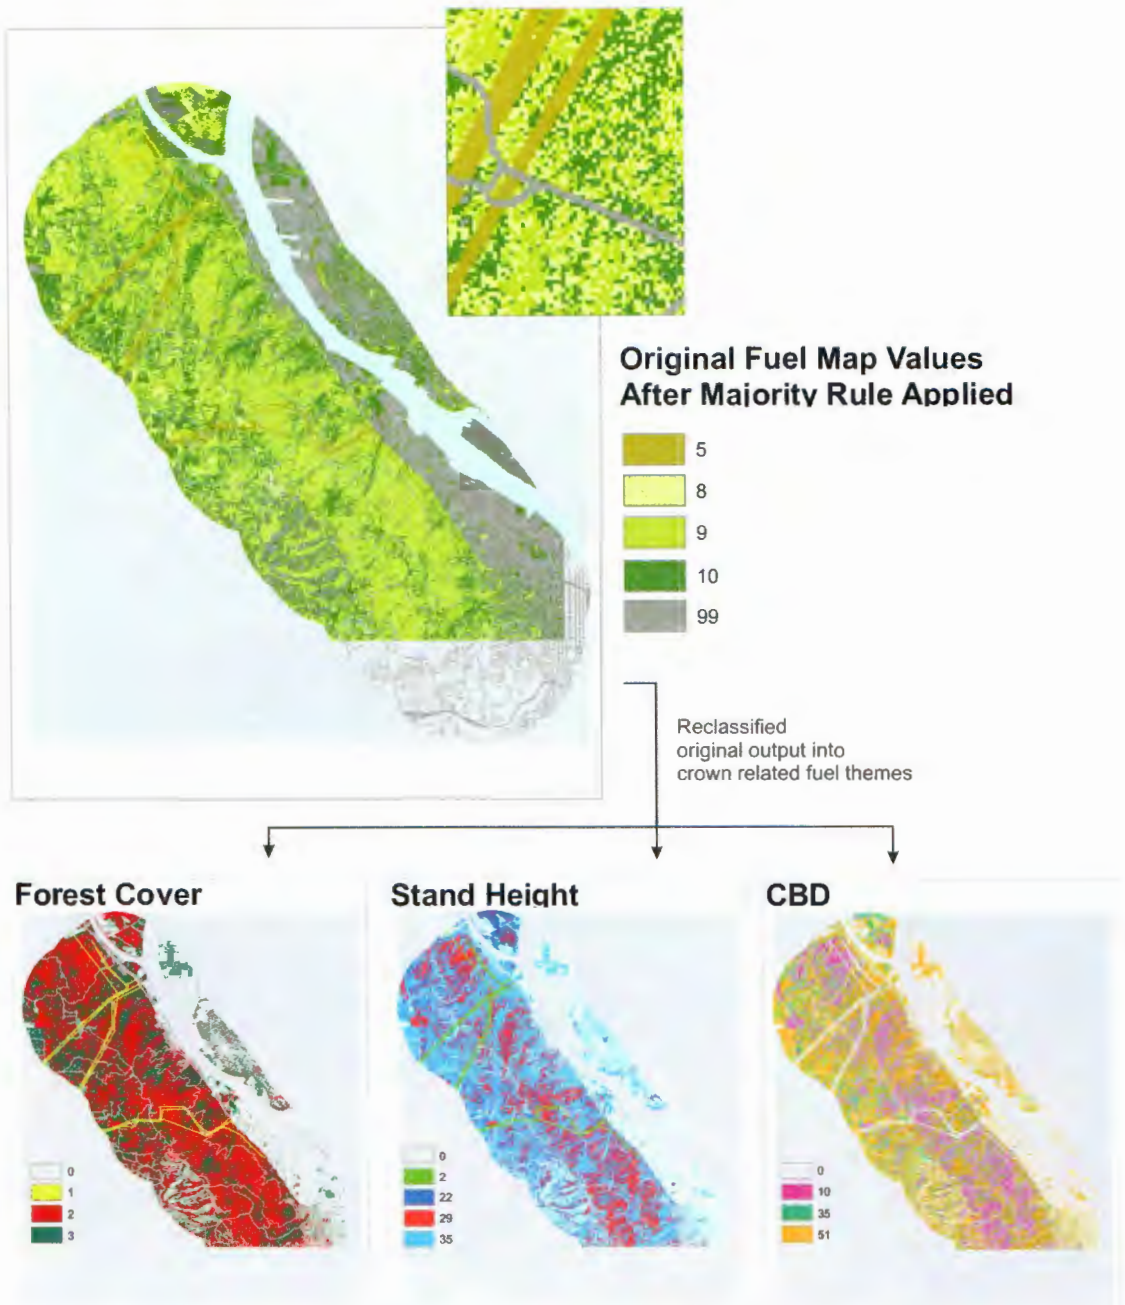 Original Fuel Map Values
After Majority Rule Applied
5
8
9
10
99
Reclassified
original output into
crown related fuel themes
Forest Cover
0
1
2
3
Stand Height
0
2
22
29
35
CBD
0
10
35
51